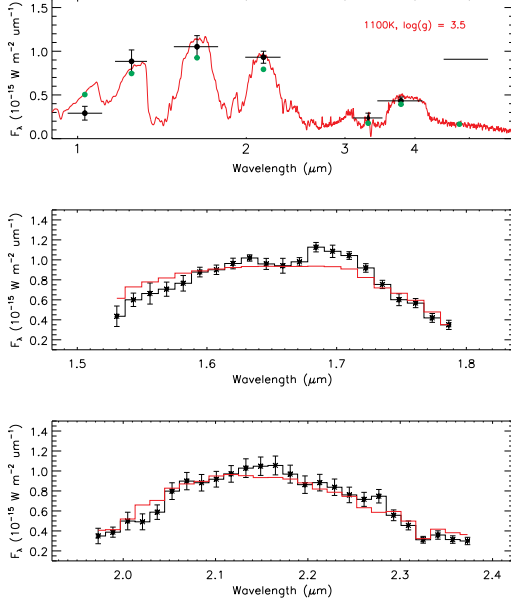 1100K, log(g) = 3.5
F_λ (10⁻¹⁵ W m⁻² um⁻¹)
1.5
1.0
0.5
0.0
1 2 3 4
Wavelength (μm)
F_λ (10⁻¹⁵ W m⁻² um⁻¹)
1.4
1.2
1.0
0.8
0.6
0.4
0.2
1.5 1.6 1.7 1.8
Wavelength (μm)
F_λ (10⁻¹⁵ W m⁻² um⁻¹)
1.4
1.2
1.0
0.8
0.6
0.4
0.2
2.0 2.1 2.2 2.3 2.4
Wavelength (μm)